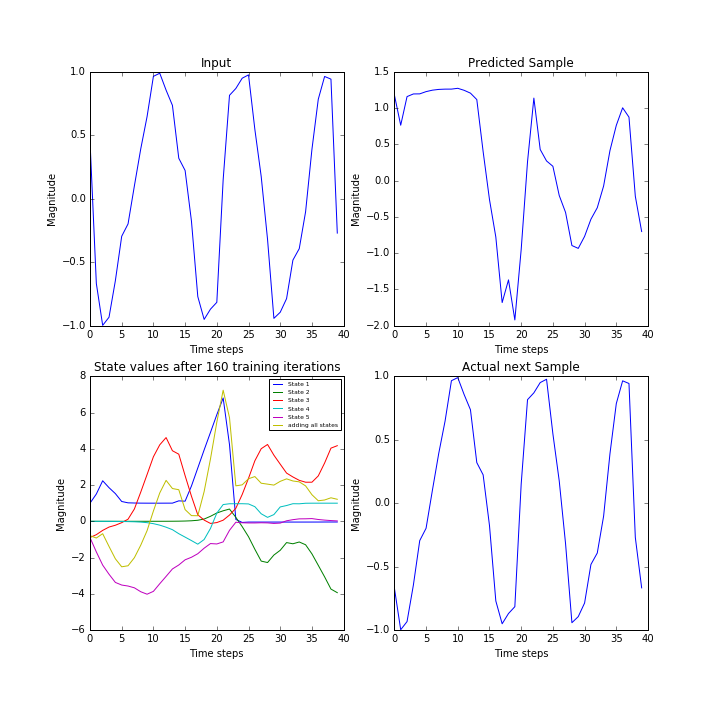 Input
Magnitude
1.0
0.5
0.0
−0.5
−1.0
0 5 10 15 20 25 30 35 40
Time steps
Predicted Sample
Magnitude
1.5
1.0
0.5
0.0
−0.5
−1.0
−1.5
−2.0
0 5 10 15 20 25 30 35 40
Time steps
State values after 160 training iterations
Magnitude
8
6
4
2
0
−2
−4
−6
0 5 10 15 20 25 30 35 40
Time steps
State 1
State 2
State 3
State 4
State 5
adding all states
Actual next Sample
Magnitude
1.0
0.5
0.0
−0.5
−1.0
0 5 10 15 20 25 30 35 40
Time steps